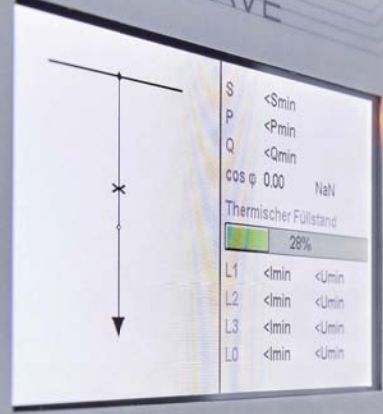 AVE
S <Smin
P <Pmin
Q <Qmin
cos φ 0.00 NaN
Thermischer Füllstand
28%
L1 <Imin <Umin
L2 <Imin <Umin
L3 <Imin <Umin
L0 <Imin <Umin